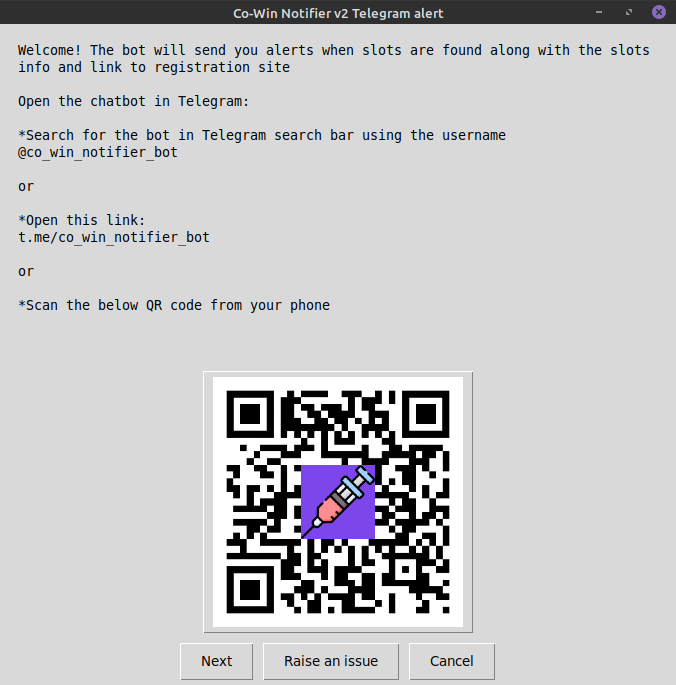 Co-Win Notifier v2 Telegram alert
Welcome! The bot will send you alerts when slots are found along with the slots
info and link to registration site
Open the chatbot in Telegram:
*Search for the bot in Telegram search bar using the username
@co_win_notifier_bot
or
*Open this link:
t.me/co_win_notifier_bot
or
*Scan the below QR code from your phone
Next
Raise an issue
Cancel